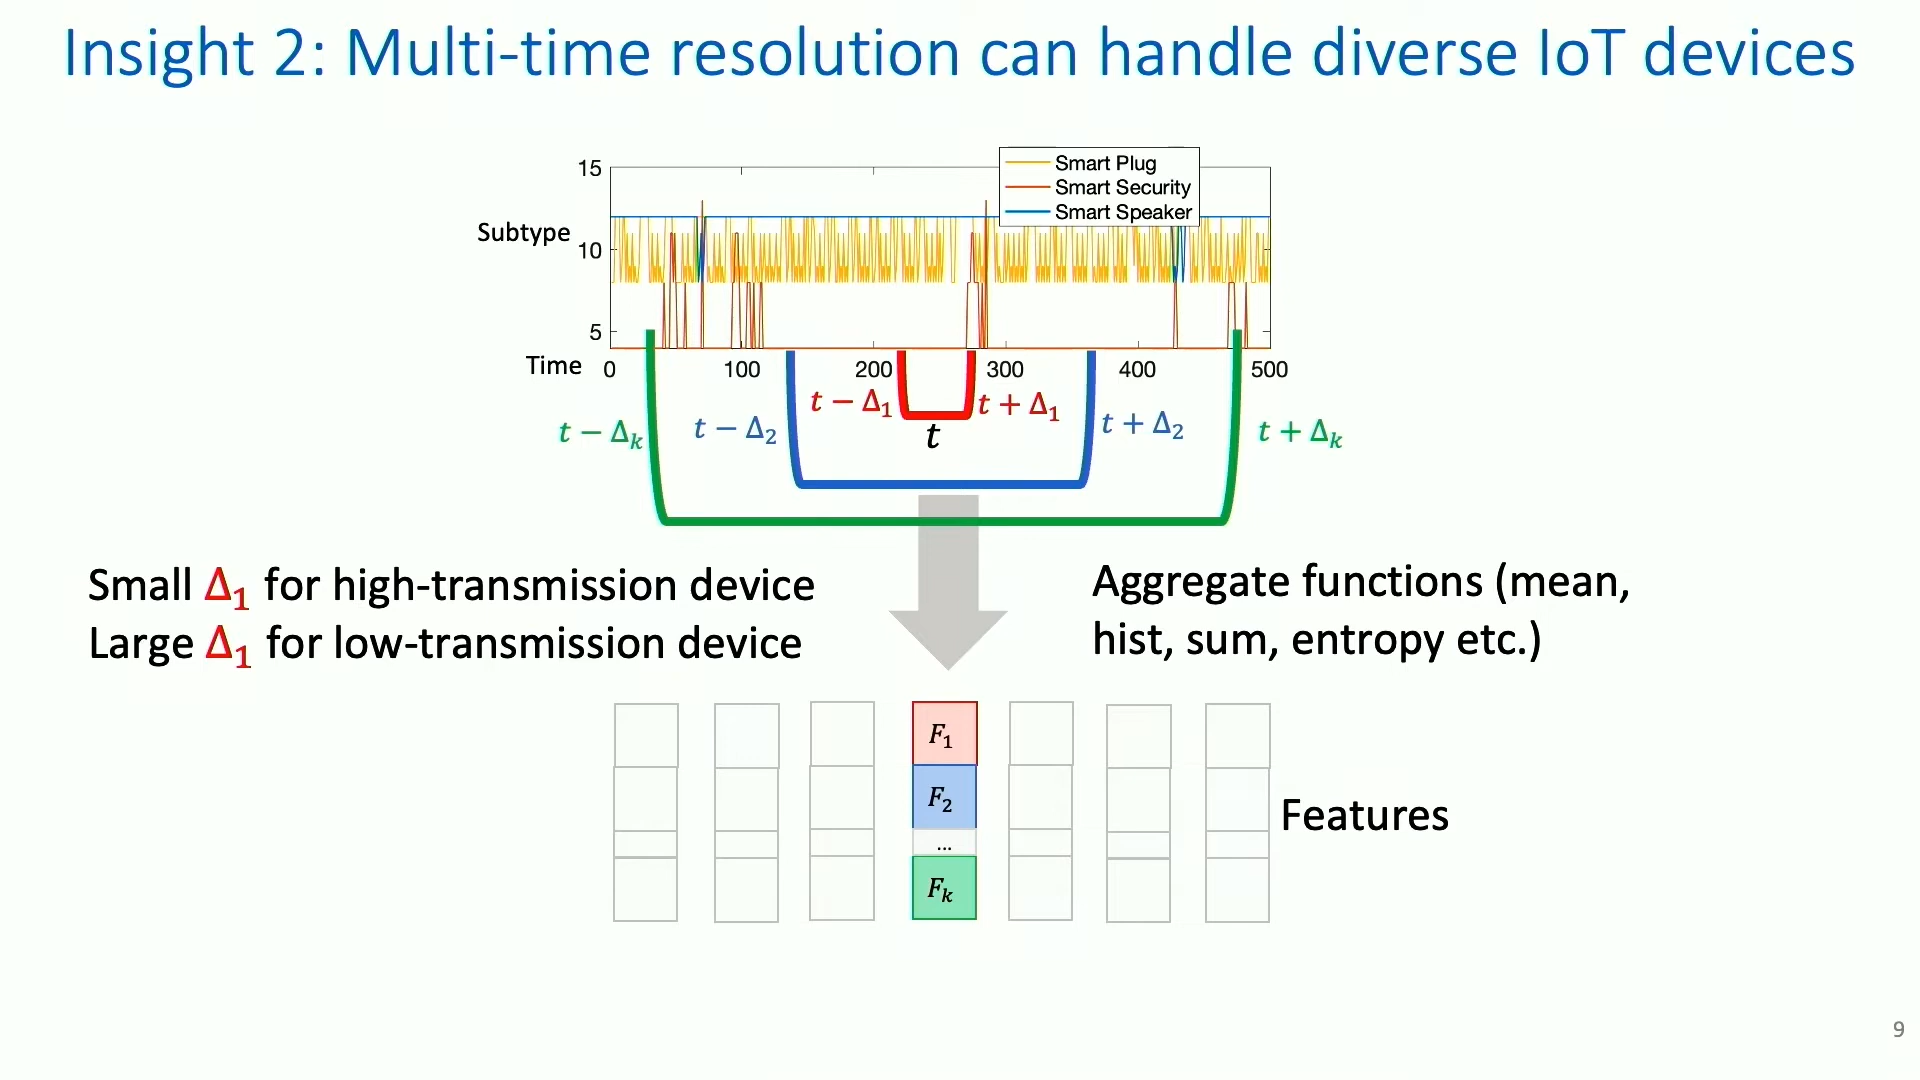 Insight 2: Multi-time resolution can handle diverse IoT devices
Smart Plug
Smart Security
Smart Speaker
15
Subtype
10
5
Time
0 100 200 300 400 500
t − Δk
t − Δ2
t − Δ1
t
t + Δ1
t + Δ2
t + Δk
Small Δ1 for high-transmission device
Large Δ1 for low-transmission device
Aggregate functions (mean,
hist, sum, entropy etc.)
F1
F2
...
Fk
Features
9